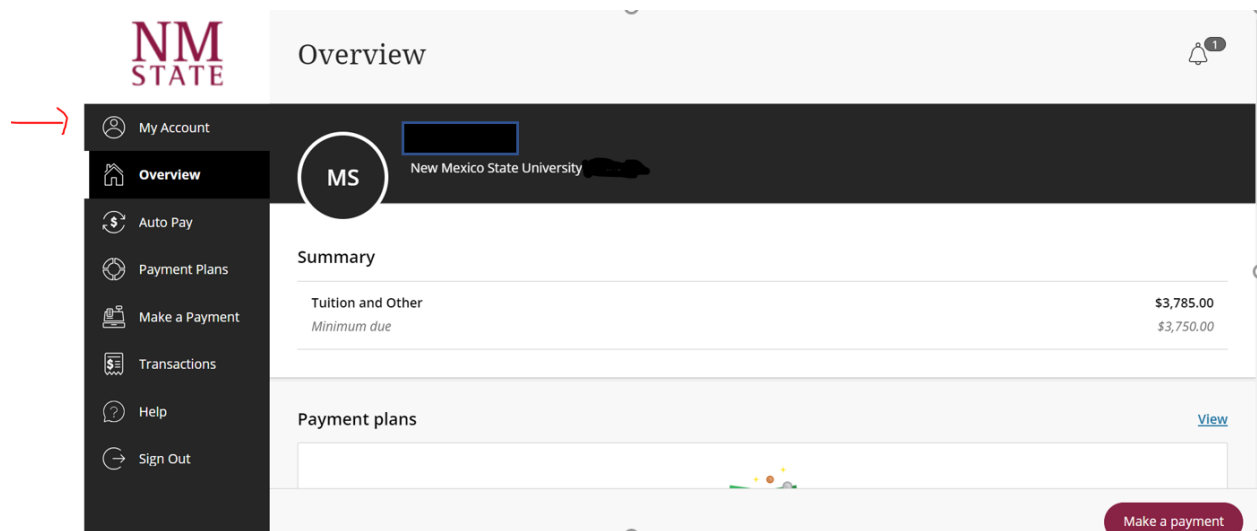 NM
STATE
Overview
1
My Account
Overview
Auto Pay
Payment Plans
Make a Payment
Transactions
Help
Sign Out
MS
New Mexico State University
Summary
Tuition and Other $3,785.00
Minimum due $3,750.00
Payment plans View
Make a payment